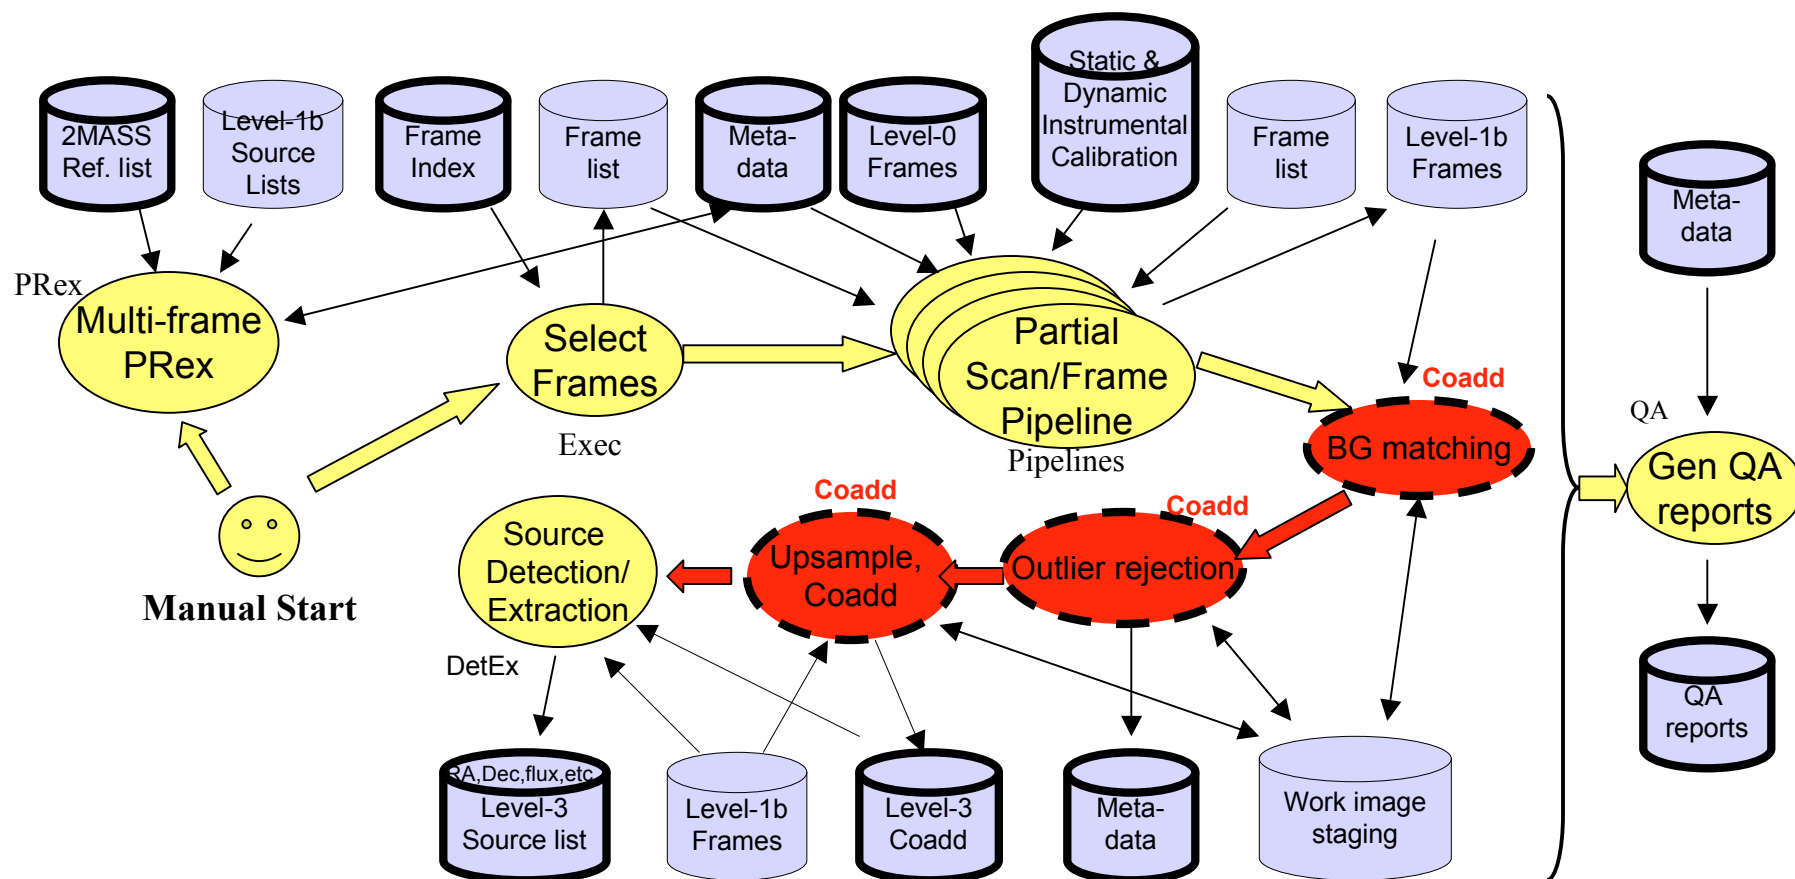 2MASS
Ref. list
Level-1b
Source
Lists
Frame
Index
Frame
list
Meta-
data
Level-0
Frames
Static &
Dynamic
Instrumental
Calibration
Frame
list
Level-1b
Frames
Meta-
data
PRex
Multi-frame
PRex
Select
Frames
Exec
Partial
Scan/Frame
Pipeline
Pipelines
Coadd
BG matching
QA
Gen QA
reports
Manual Start
Source
Detection/
Extraction
DetEx
Coadd
Upsample,
Coadd
Coadd
Outlier rejection
RA,Dec,flux,etc
Level-3
Source list
Level-1b
Frames
Level-3
Coadd
Meta-
data
Work image
staging
QA
reports